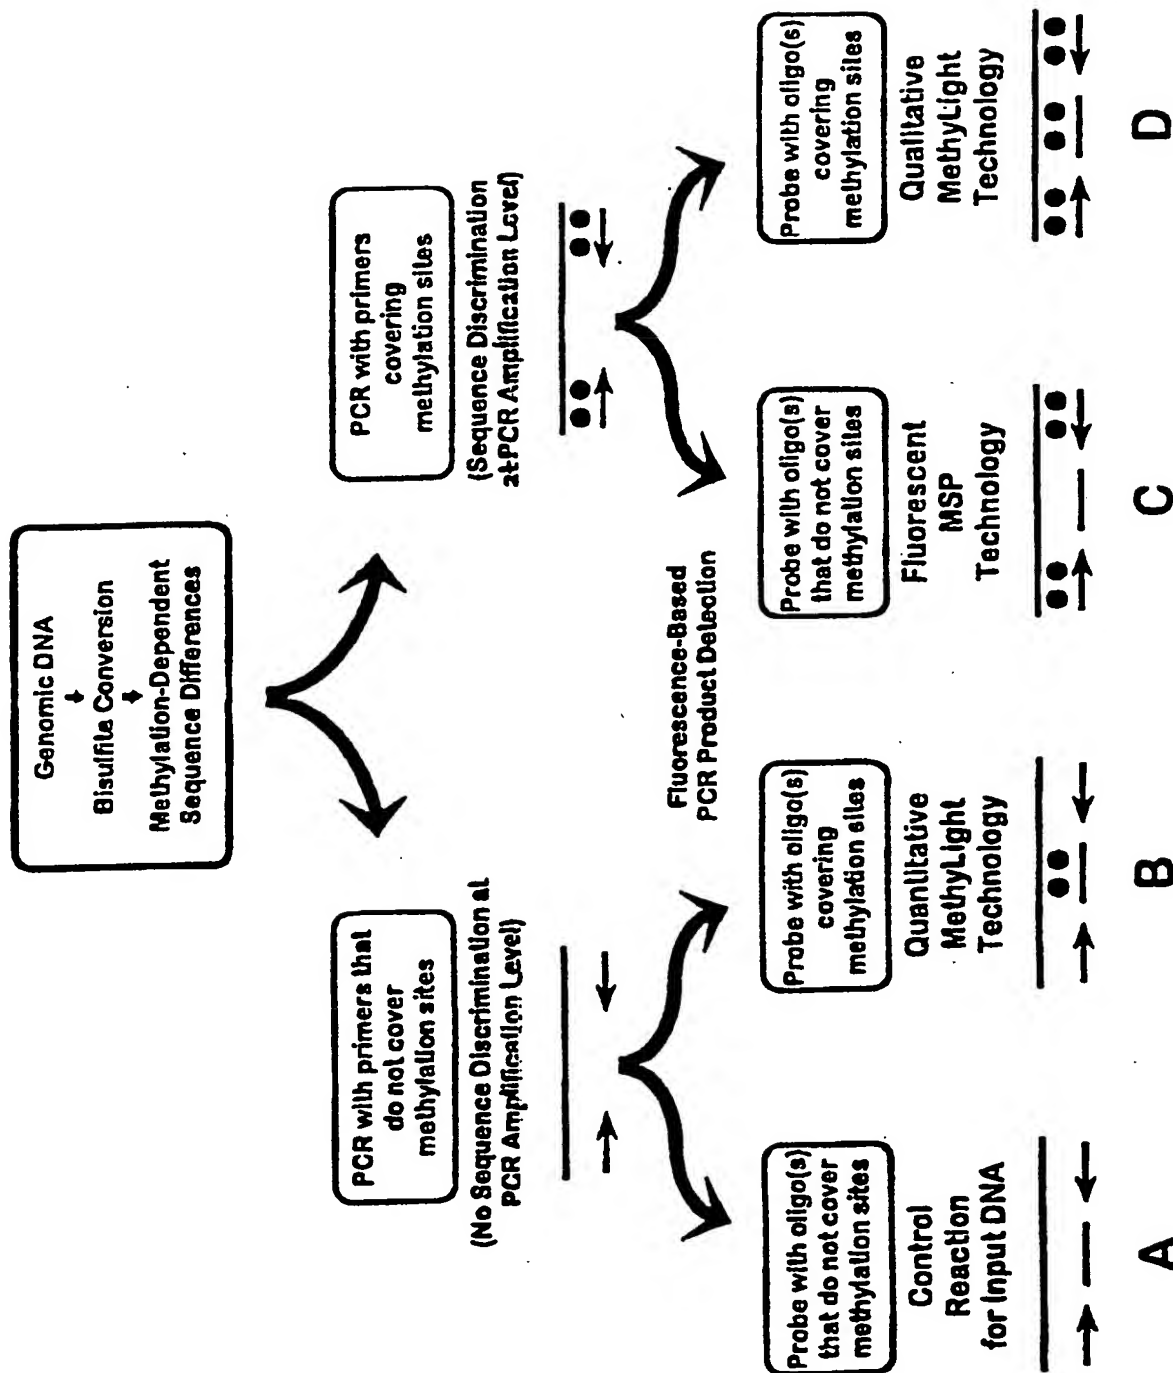 Genomic DNA
Bisulfite Conversion
Methylation-Dependent
Sequence Differences
PCR with primers that
do not cover
methylation sites
(No Sequence Discrimination at
PCR Amplification Level)
PCR with primers
covering
methylation sites
(Sequence Discrimination
at PCR Amplification Level)
Fluorescence-Based
PCR Product Detection
Probe with oligo(s)
that do not cover
methylation sites
Control
Reaction
for Input DNA
A
Probe with oligo(s)
covering
methylation sites
Quantitative
MethyLight
Technology
B
Probe with oligo(s)
that do not cover
methylation sites
Fluorescent
MSP
Technology
C
Probe with oligo(s)
covering
methylation sites
Qualitative
MethyLight
Technology
D